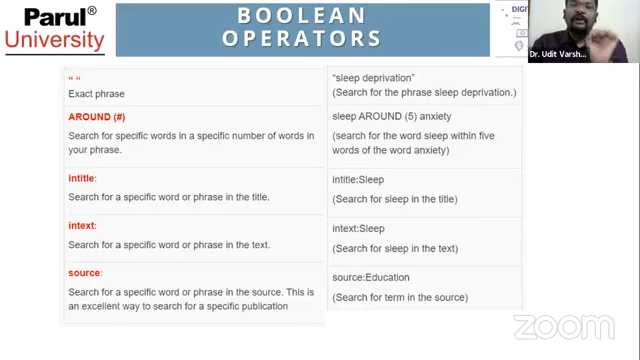 Parul®
University
BOOLEAN
OPERATORS
DIGIT
Dr. Udit Varsh...
“ “
Exact phrase
“sleep deprivation”
(Search for the phrase sleep deprivation.)
AROUND (#)
Search for specific words in a specific number of words in
your phrase.
sleep AROUND (5) anxiety
(search for the word sleep within five
words of the word anxiety)
intitle:
Search for a specific word or phrase in the title.
intitle:Sleep
(Search for sleep in the title)
intext:
Search for a specific word or phrase in the text.
intext:Sleep
(Search for sleep in the text)
source:
Search for a specific word or phrase in the source. This is
an excellent way to search for a specific publication
source:Education
(Search for term in the source)
zoom